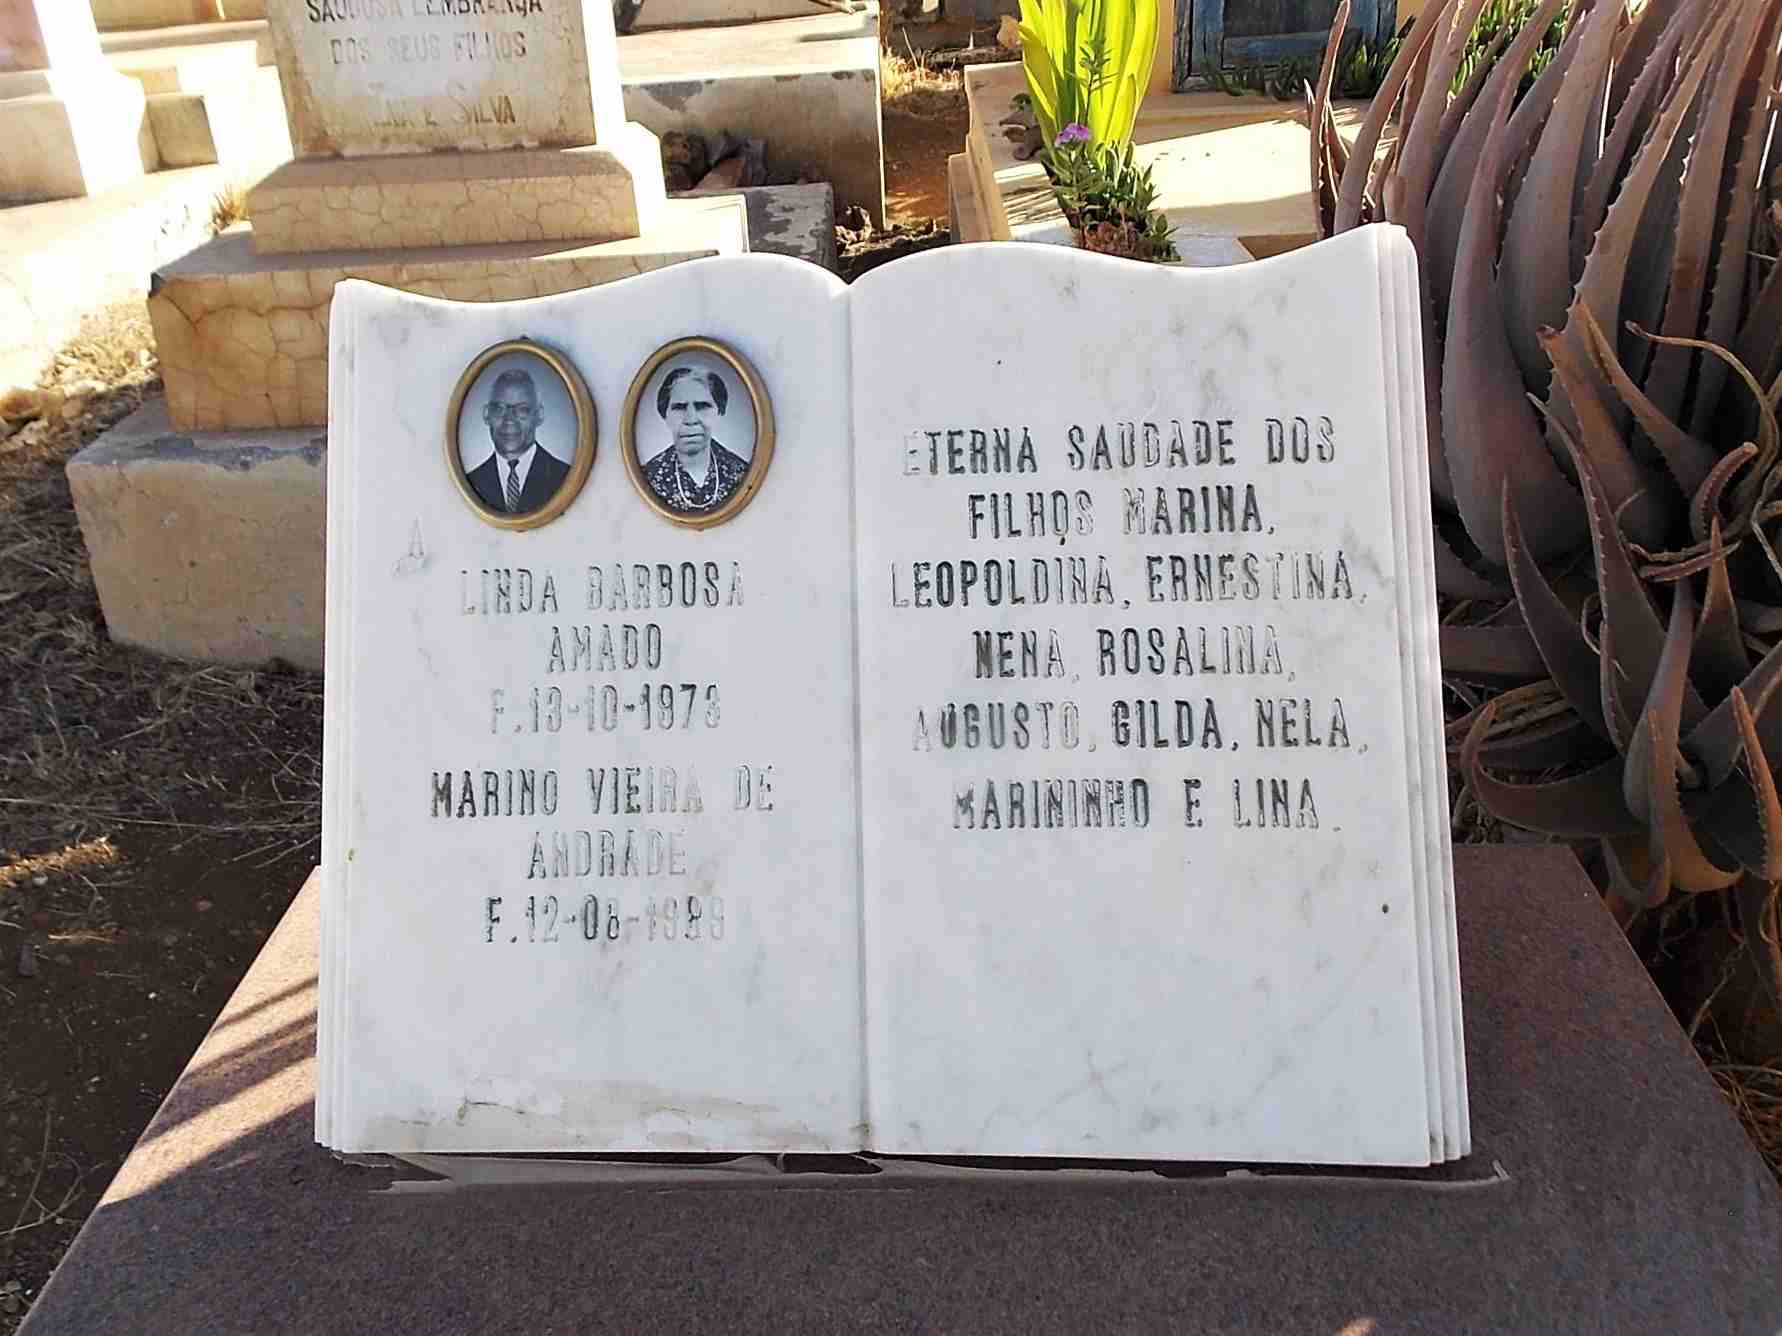 SAUDOSA LEMBRANÇA
DOS SEUS FILHOS
E SILVA
LINDA BARBOSA
AMADO
F.13-10-1973
MARINO VIEIRA DE
ANDRADE
F.12-08-1989
ETERNA SAUDADE DOS
FILHOS MARINA,
LEOPOLDINA, ERNESTINA,
NENA, ROSALINA,
AUGUSTO, GILDA, NELA,
MARININHO E LINA.